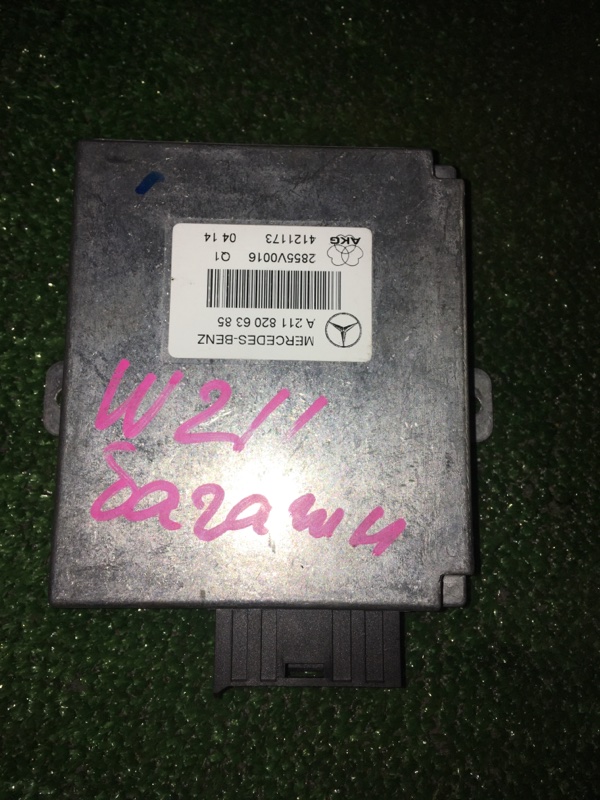 MERCEDES-BENZ
A 211 820 63 85
2855V0016 Q1
AKG 4121173 04 14
W211
багажн